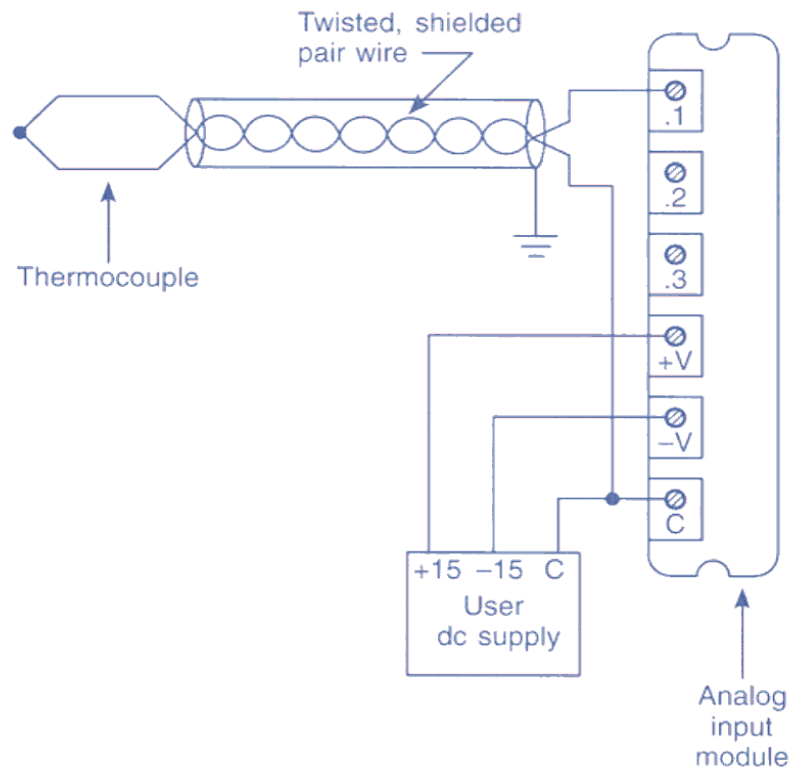 Twisted, shielded
pair wire
Thermocouple
.1
.2
.3
+V
–V
C
+15 –15 C
User
dc supply
Analog
input
module